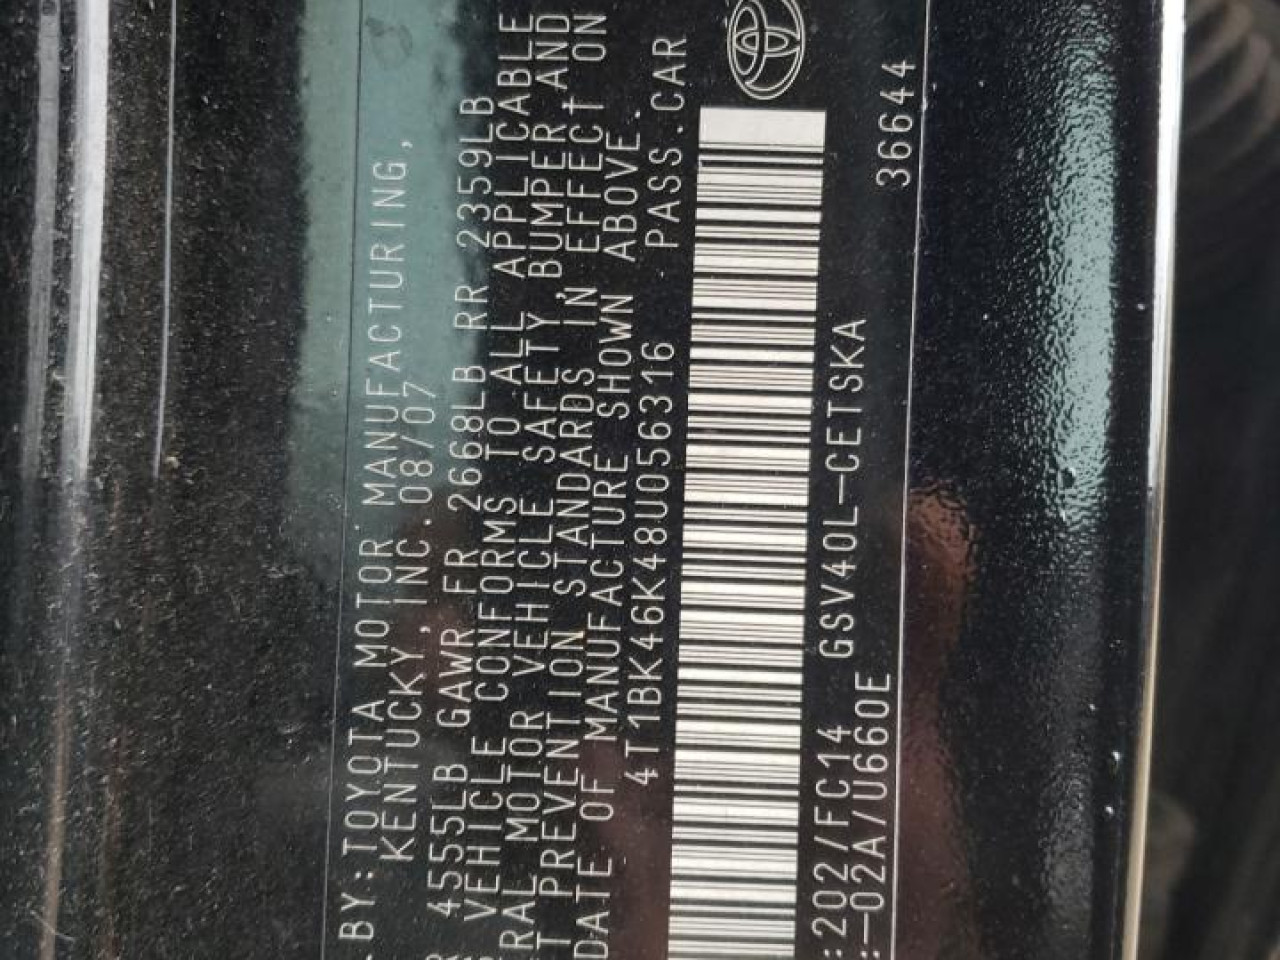 BY: TOYOTA MOTOR MANUFACTURING,
KENTUCKY, INC. 08/07
R 4555LB GAWR FR 2668LB RR 2359LB
VEHICLE CONFORMS TO ALL APPLICABLE
RAL MOTOR VEHICLE SAFETY, BUMPER AND
T PREVENTION STANDARDS IN EFFECT ON
DATE OF MANUFACTURE SHOWN ABOVE.
4T1BK46K48U056316 PASS.CAR
:202/FC14 GSV40L-CETSKA
:-02A/U660E 36644